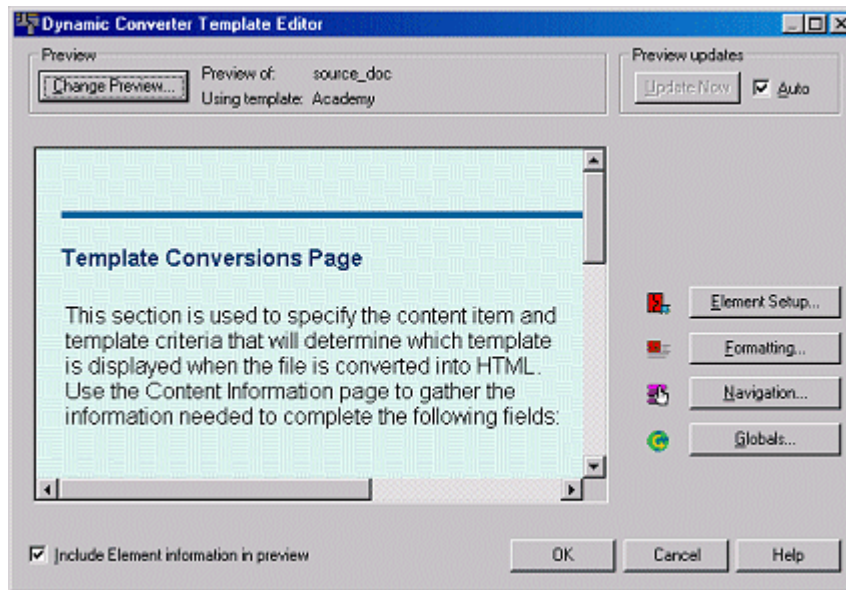 Dynamic Converter Template Editor
Preview
Change Preview...
Preview of: source_doc
Using template: Academy
Preview updates
Update Now
Auto
Template Conversions Page
This section is used to specify the content item and
template criteria that will determine which template
is displayed when the file is converted into HTML.
Use the Content Information page to gather the
information needed to complete the following fields:
Element Setup...
Formatting...
Navigation...
Globals...
Include Element information in preview
OK
Cancel
Help